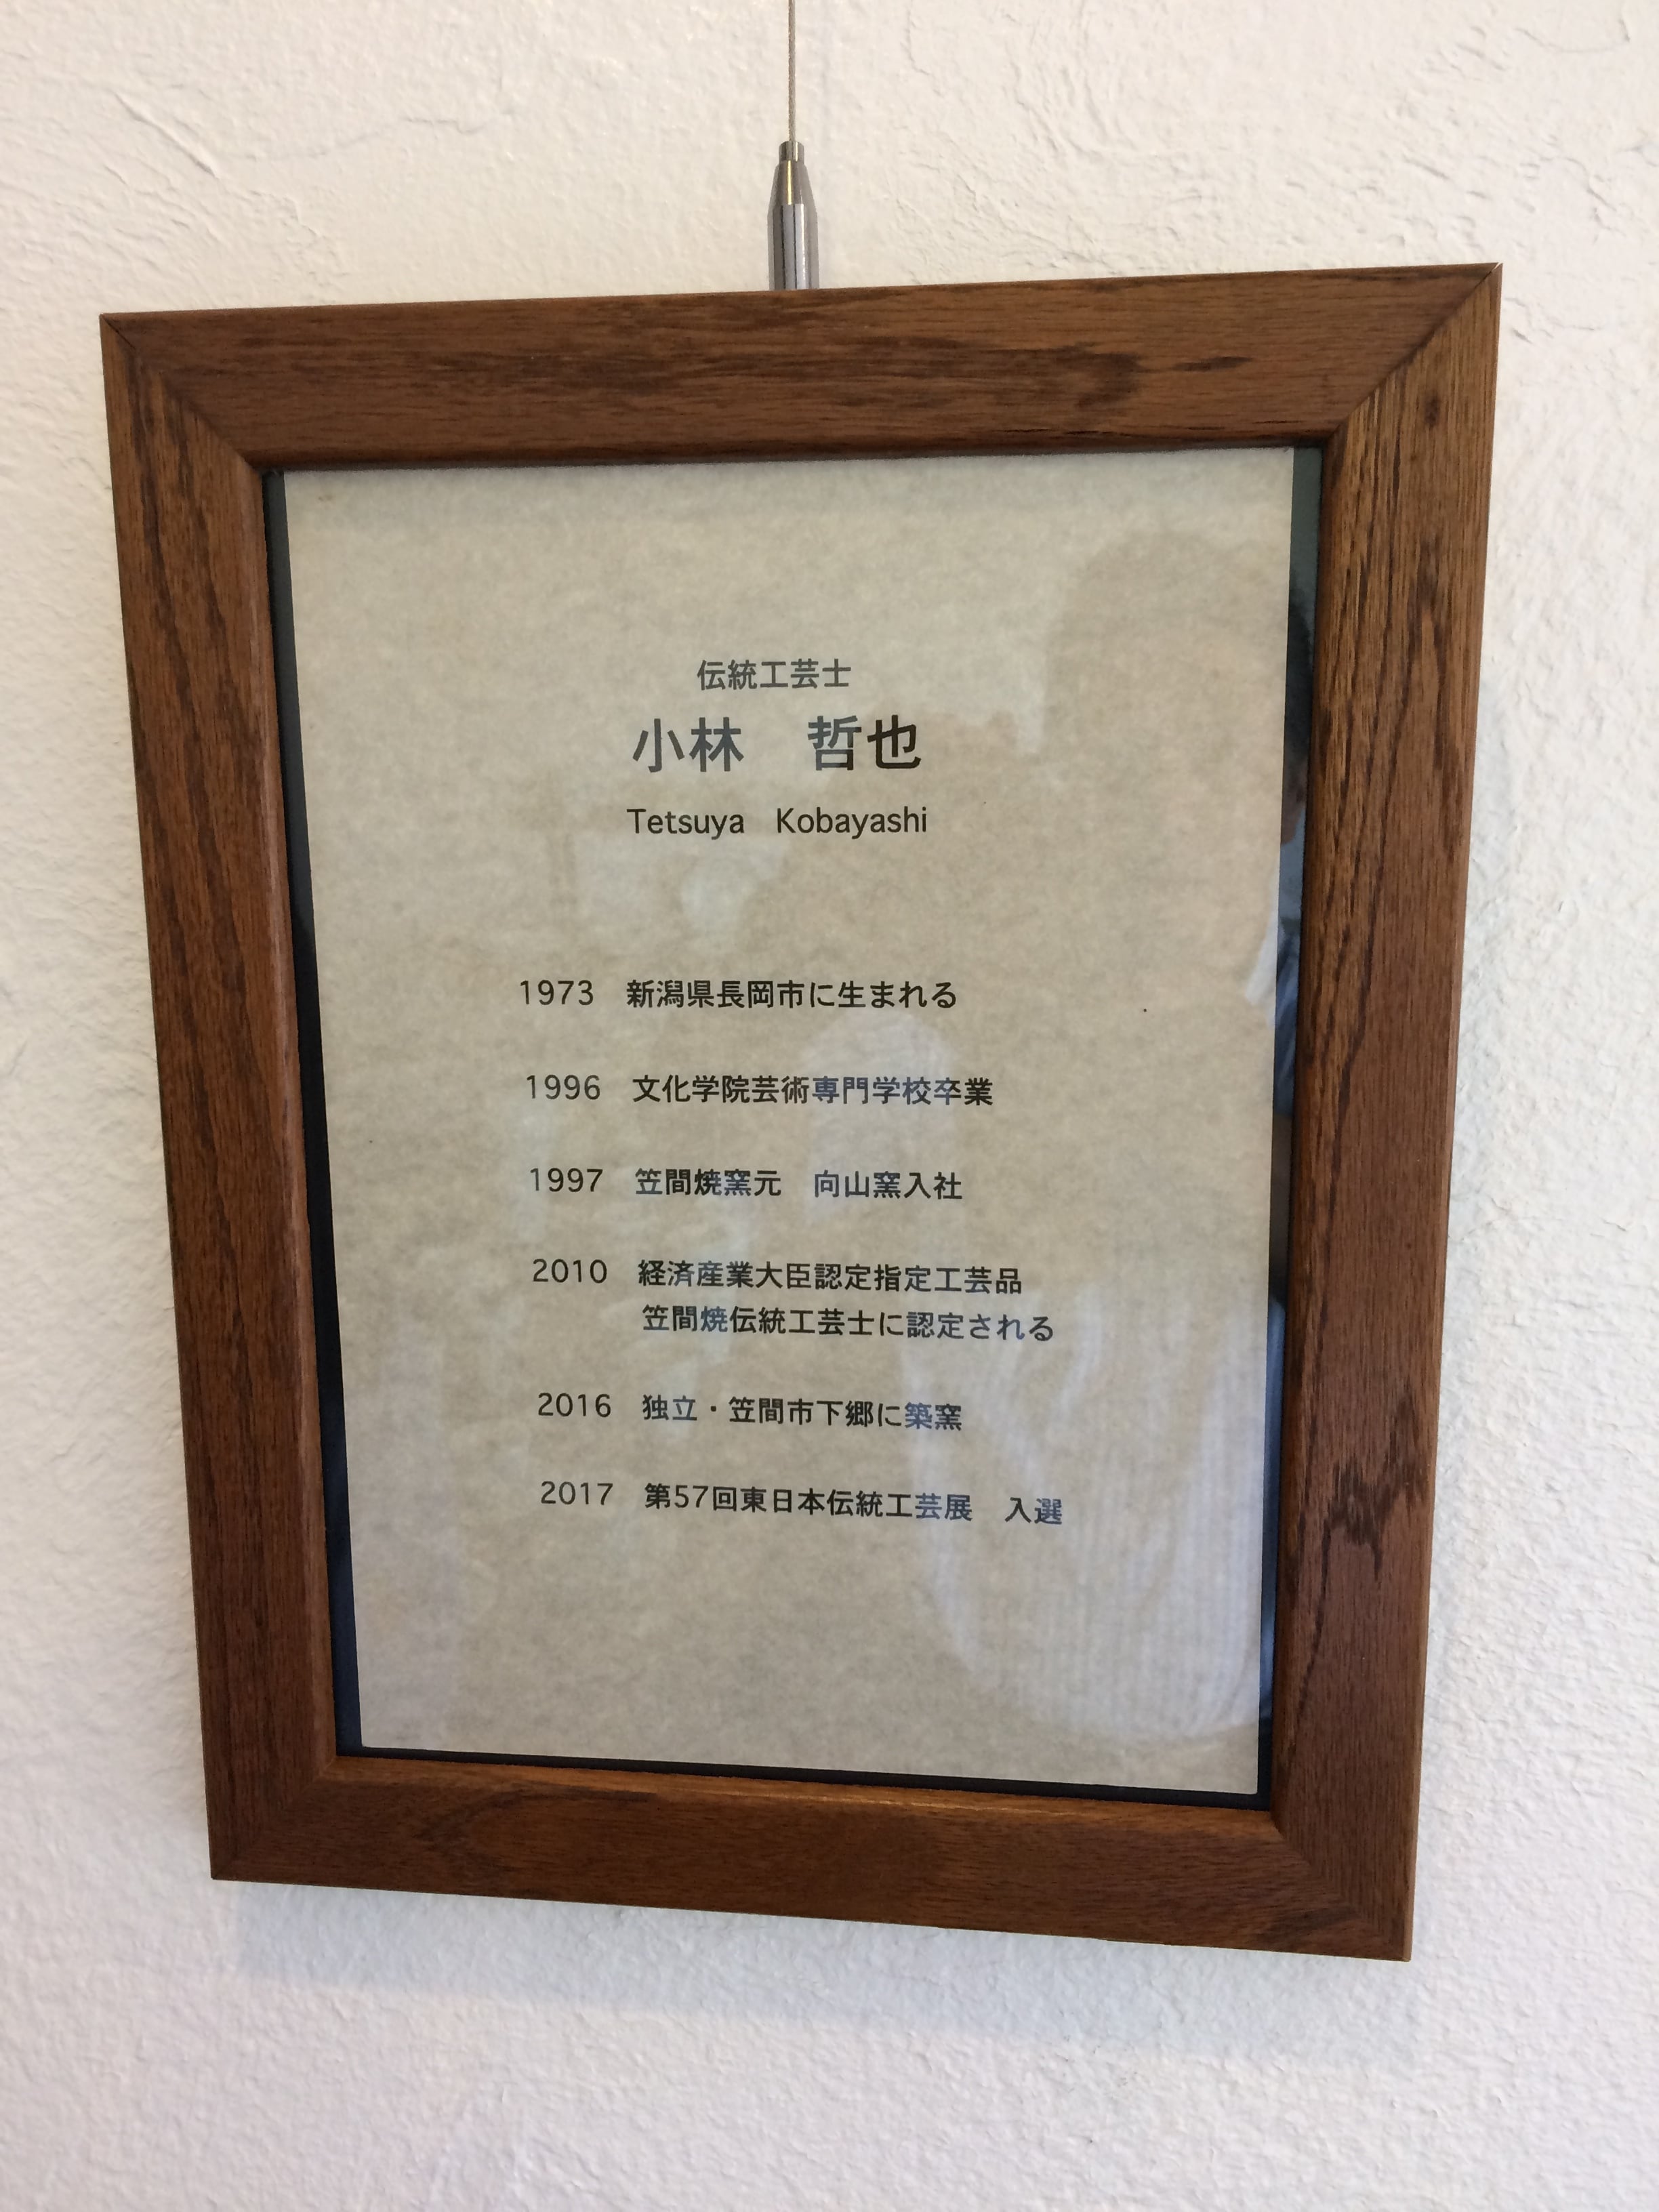 伝統工芸士
小林　哲也
Tetsuya　Kobayashi
1973　新潟県長岡市に生まれる
1996　文化学院芸術専門学校卒業
1997　笠間焼窯元　向山窯入社
2010　経済産業大臣認定指定工芸品
笠間焼伝統工芸士に認定される
2016　独立・笠間市下郷に築窯
2017　第57回東日本伝統工芸展　入選